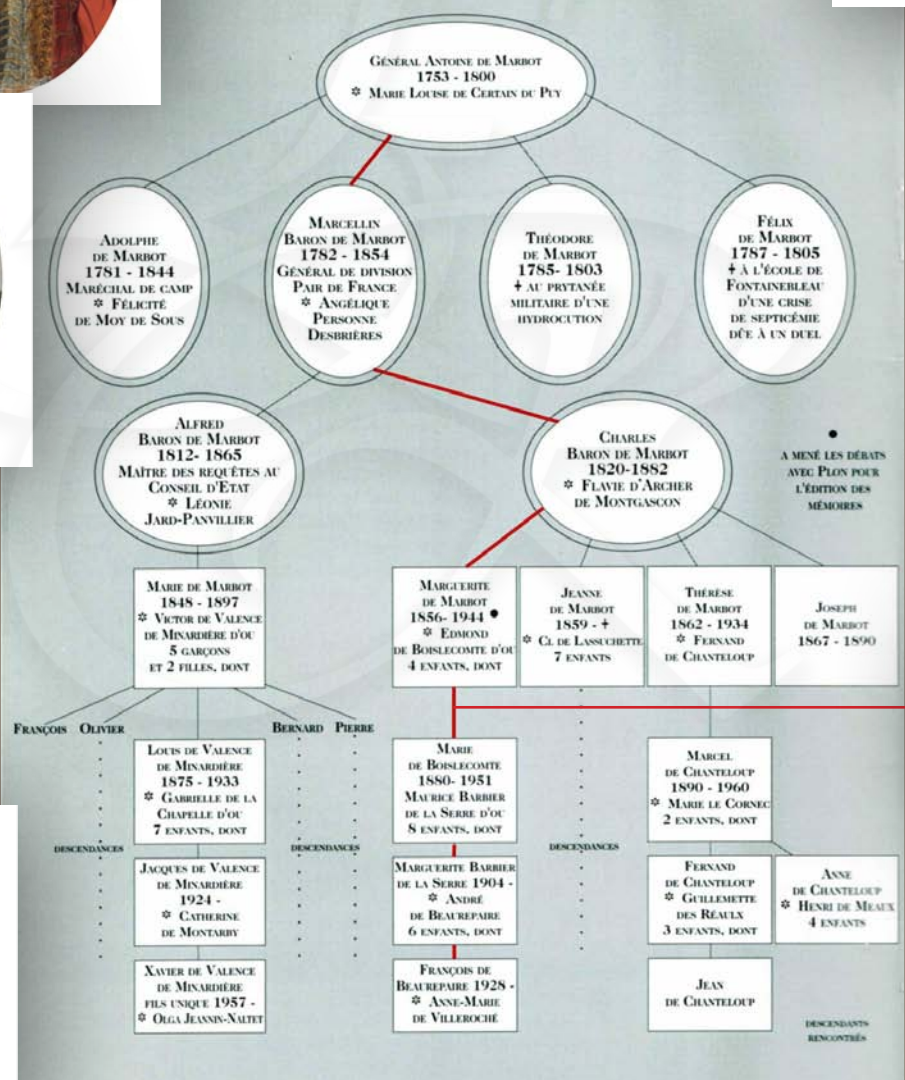 GÉNÉRAL ANTOINE DE MARBOT
1753 - 1800
✡ MARIE LOUISE DE CERTAIN DU PUY
ADOLPHE
DE MARBOT
1781 - 1844
MARÉCHAL DE CAMP
✡ FÉLICITÉ
DE MOY DE SOUS
MARCELLIN
BARON DE MARBOT
1782 - 1854
GÉNÉRAL DE DIVISION
PAIR DE FRANCE
✡ ANGÉLIQUE
PERSONNE
DESBRIÈRES
THÉODORE
DE MARBOT
1785- 1803
✝ AU PRYTANÉE
MILITAIRE D'UNE
HYDROCUTION
FÉLIX
DE MARBOT
1787 - 1805
✝ À L'ÉCOLE DE
FONTAINEBLEAU
D'UNE CRISE
DE SEPTICÉMIE
DÛE À UN DUEL
ALFRED
BARON DE MARBOT
1812- 1865
MAÎTRE DES REQUÊTES AU
CONSEIL D'ETAT
✡ LÉONIE
JARD-PANVILLIER
CHARLES
BARON DE MARBOT
1820-1882
✡ FLAVIE D'ARCHER
DE MONTGASCON
●
A MENÉ LES DÉBATS
AVEC PLON POUR
L'ÉDITION DES
MÉMOIRES
MARIE DE MARBOT
1848 - 1897
✡ VICTOR DE VALENCE
DE MINARDIÈRE D'OU
5 GARÇONS
ET 2 FILLES, DONT
MARGUERITE
DE MARBOT
1856- 1944 ●
✡ EDMOND
DE BOISLECOMTE D'OU
4 ENFANTS, DONT
JEANNE
DE MARBOT
1859 - ✝
✡ CL DE LASSUCHETTE
7 ENFANTS
THÉRÈSE
DE MARBOT
1862 - 1934
✡ FERNAND
DE CHANTELOUP
JOSEPH
DE MARBOT
1867 - 1890
FRANÇOIS OLIVIER BERNARD PIERRE
LOUIS DE VALENCE
DE MINARDIÈRE
1875 - 1933
✡ GABRIELLE DE LA
CHAPELLE D'OU
7 ENFANTS, DONT
MARIE
DE BOISLECOMTE
1880- 1951
MAURICE BARBIER
DE LA SERRE D'OU
8 ENFANTS, DONT
MARCEL
DE CHANTELOUP
1890 - 1960
✡ MARIE LE CORNEC
2 ENFANTS, DONT
DESCENDANCES DESCENDANCES DESCENDANCES
JACQUES DE VALENCE
DE MINARDIÈRE
1924 -
✡ CATHERINE
DE MONTARBY
MARGUERITE BARBIER
DE LA SERRE 1904 -
✡ ANDRÉ
DE BEAUREPAIRE
6 ENFANTS, DONT
FERNAND
DE CHANTELOUP
✡ GUILLEMETTE
DES RÉAULX
3 ENFANTS, DONT
ANNE
DE CHANTELOUP
✡ HENRI DE MEAUX
4 ENFANTS
XAVIER DE VALENCE
DE MINARDIÈRE
FILS UNIQUE 1957 -
✡ OLGA JEANNIN-NALTET
FRANÇOIS DE
BEAUREPAIRE 1928 -
✡ ANNE-MARIE
DE VILLEROCHÉ
JEAN
DE CHANTELOUP
DESCENDANTS
RENCONTRÉS